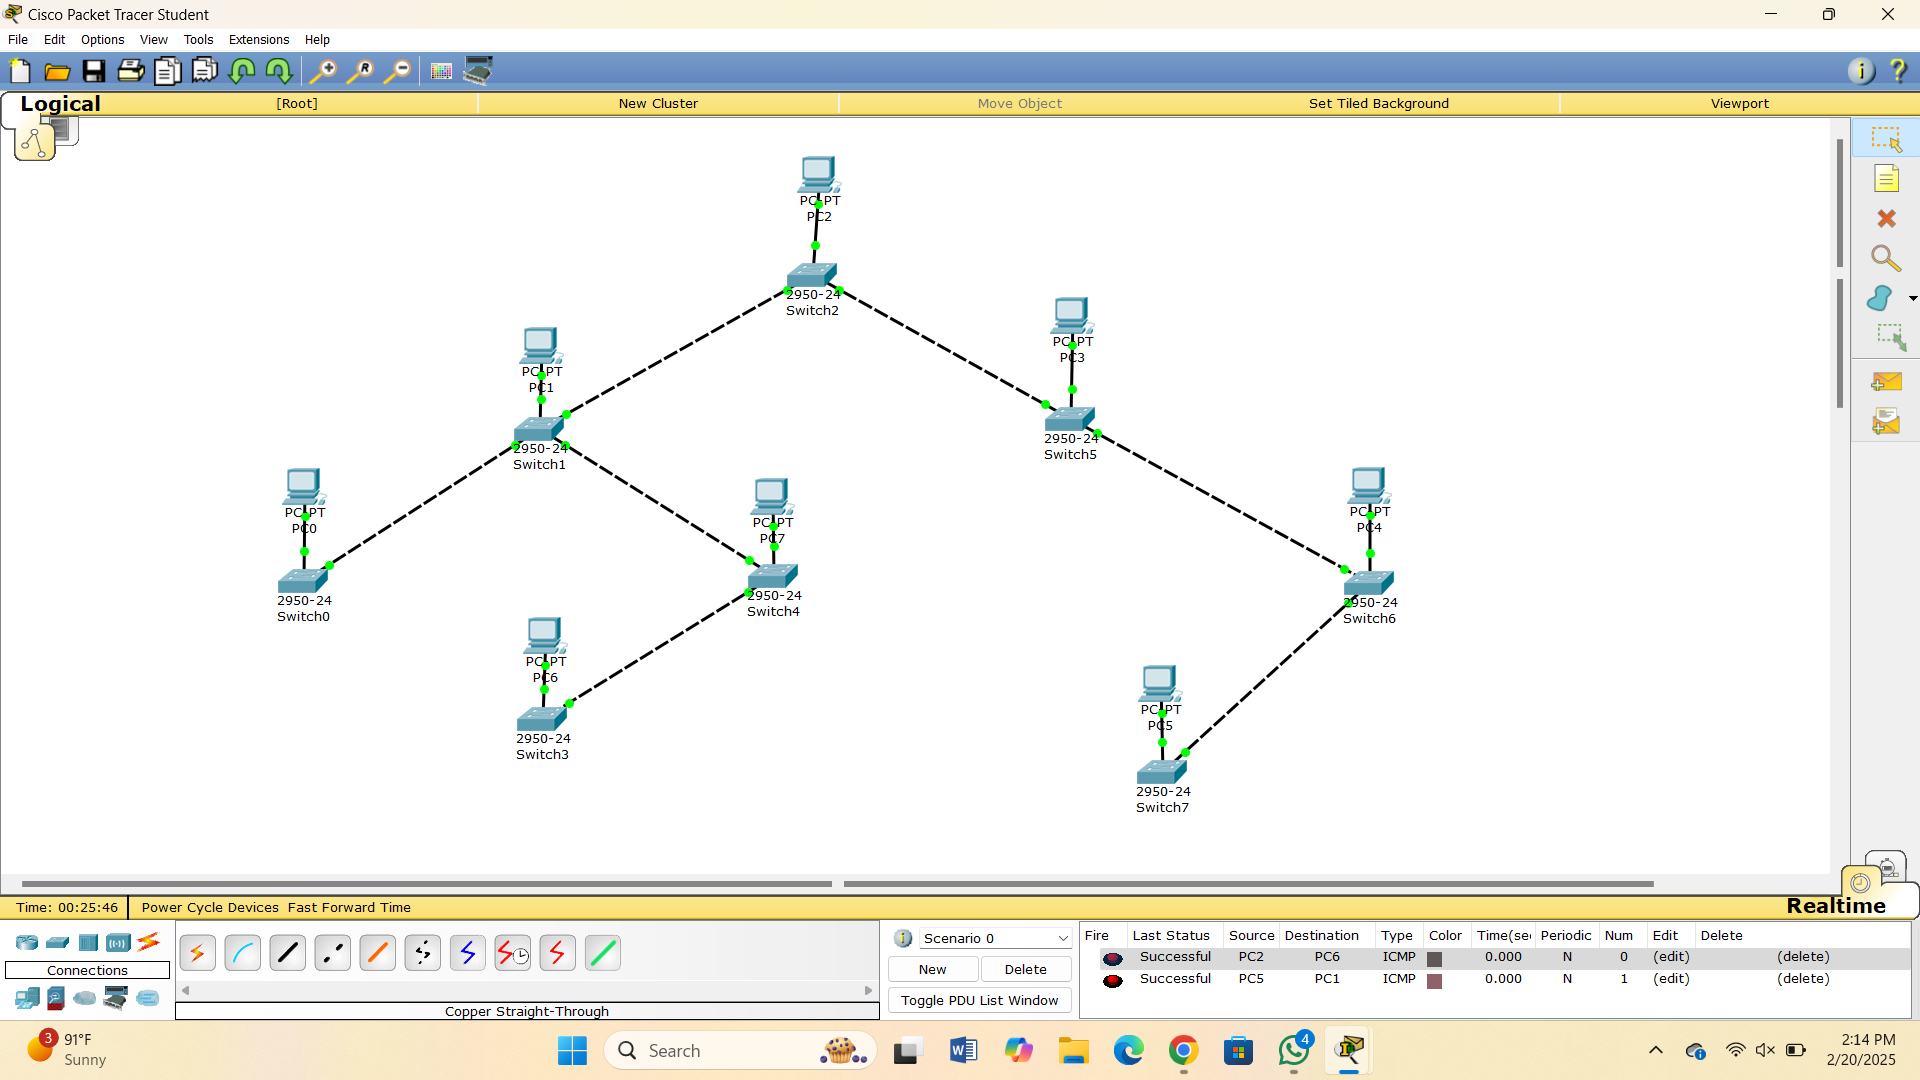 Cisco Packet Tracer Student
File Edit Options View Tools Extensions Help
Logical [Root] New Cluster Move Object Set Tiled Background Viewport
PC-PT
PC2
2950-24
Switch2
PC-PT
PC3
2950-24
Switch5
PC-PT
PC1
2950-24
Switch1
PC-PT
PC0
2950-24
Switch0
PC-PT
PC7
2950-24
Switch4
PC-PT
PC4
2950-24
Switch6
PC-PT
PC6
2950-24
Switch3
PC-PT
PC5
2950-24
Switch7
Time: 00:25:46 Power Cycle Devices Fast Forward Time Realtime
Connections
Copper Straight-Through
Scenario 0
New Delete
Toggle PDU List Window
Fire Last Status Source Destination Type Color Time(sec Periodic Num Edit Delete
Successful PC2 PC6 ICMP 0.000 N 0 (edit) (delete)
Successful PC5 PC1 ICMP 0.000 N 1 (edit) (delete)
3 91°F
Sunny
Search
4
2:14 PM
2/20/2025